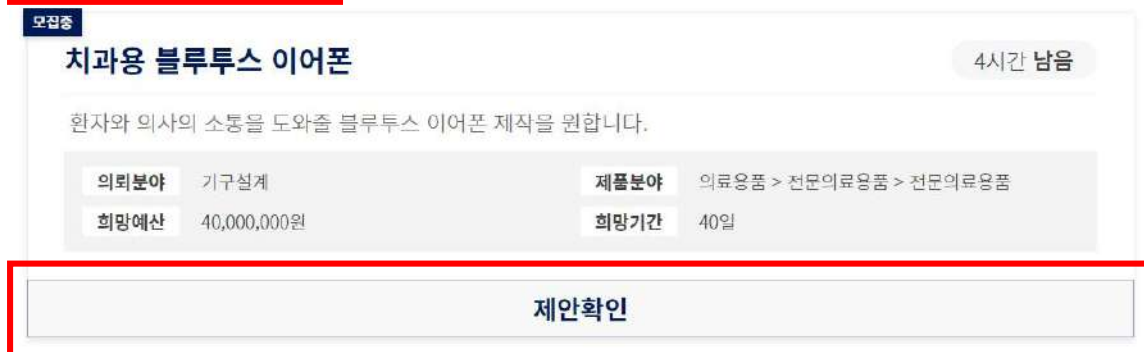 모집중
치과용 블루투스 이어폰
4시간 남음
환자와 의사의 소통을 도와줄 블루투스 이어폰 제작을 원합니다.
의뢰분야 기구설계 제품분야 의료용품 > 전문의료용품 > 전문의료용품
희망예산 40,000,000원 희망기간 40일
제안확인